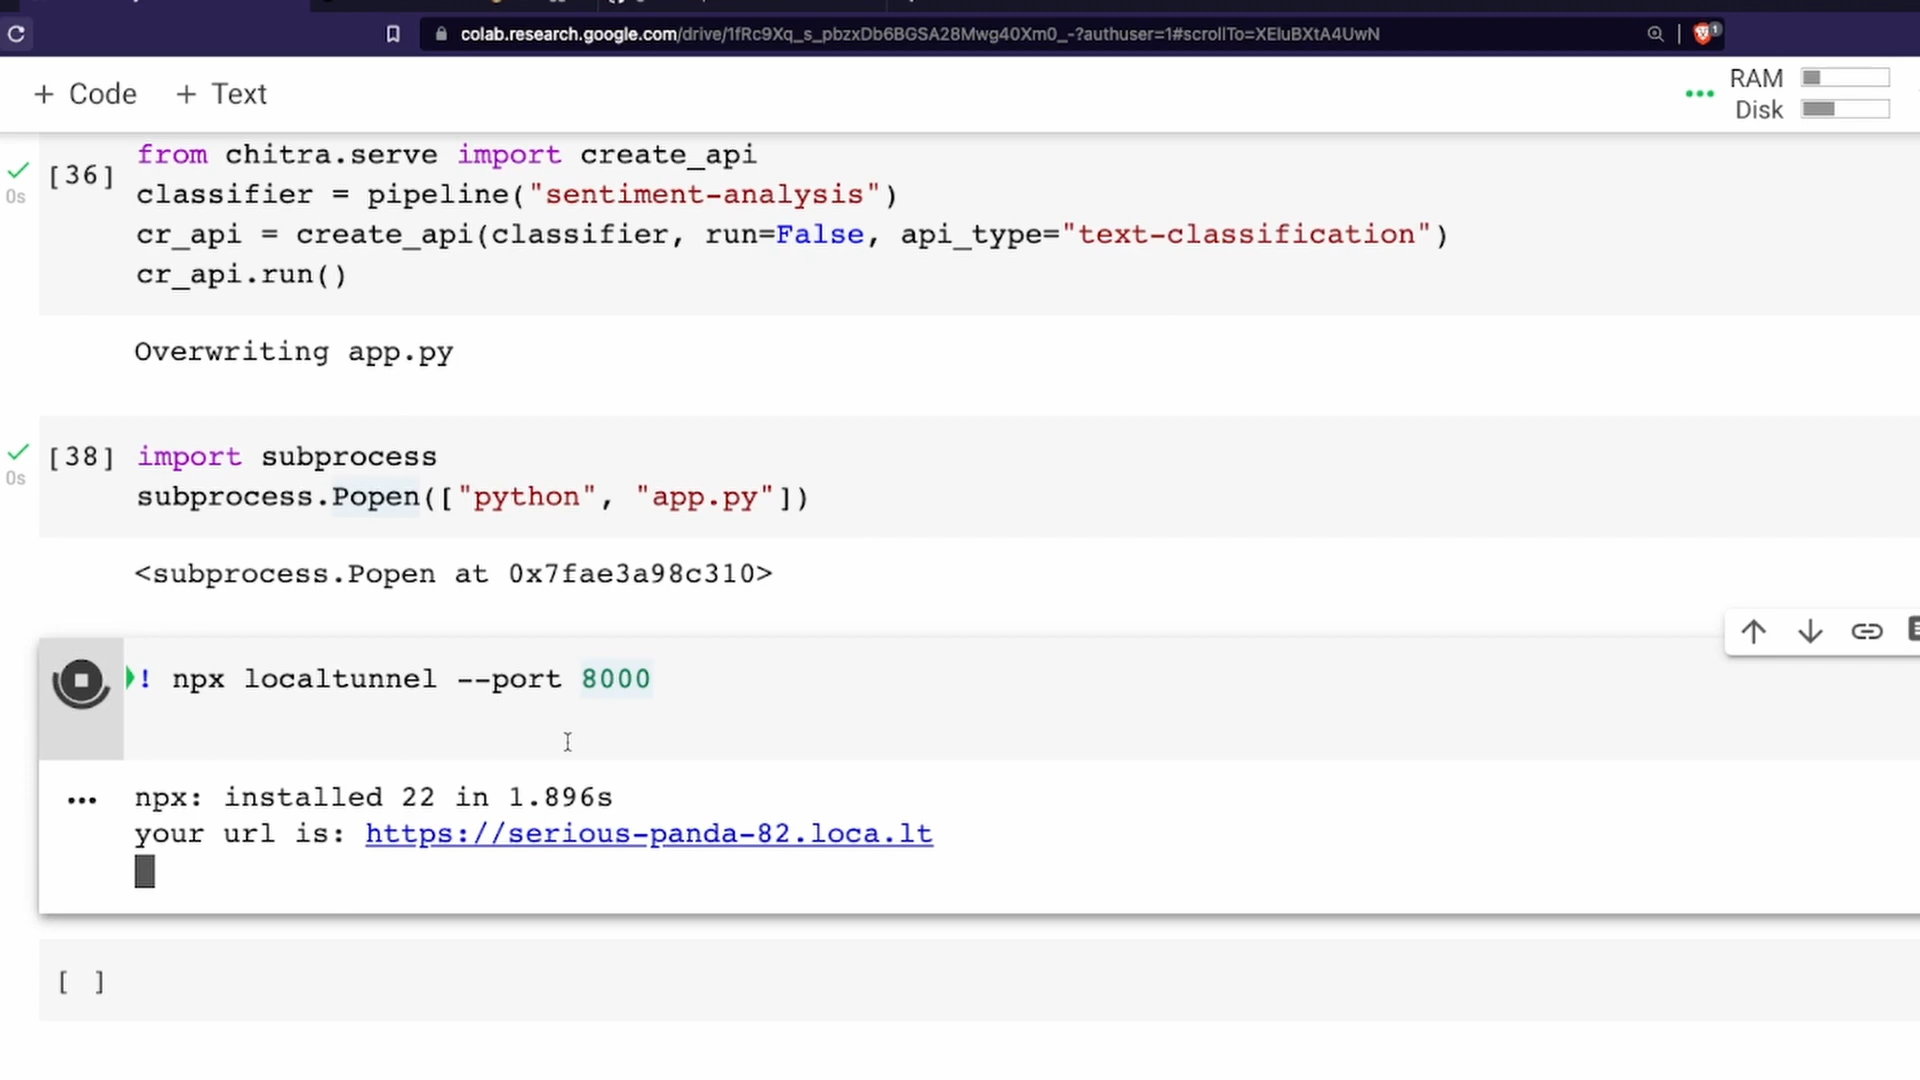 colab.research.google.com/drive/1fRc9Xq_s_pbzxDb6BGSA28Mwg40Xm0_-?authuser=1#scrollTo=XEluBXtA4UwN
1
+ Code + Text
RAM
Disk
[36]
0s
from chitra.serve import create_api
classifier = pipeline("sentiment-analysis")
cr_api = create_api(classifier, run=False, api_type="text-classification")
cr_api.run()
Overwriting app.py
[38]
0s
import subprocess
subprocess.Popen(["python", "app.py"])
<subprocess.Popen at 0x7fae3a98c310>
! npx localtunnel --port 8000
npx: installed 22 in 1.896s
your url is: https://serious-panda-82.loca.lt
[ ]